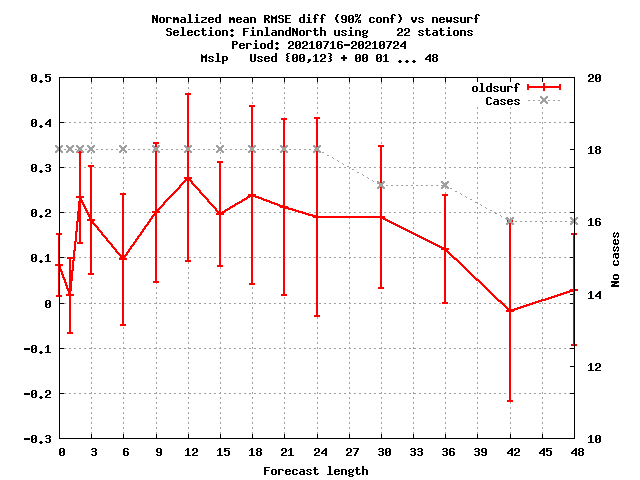 Normalized mean RMSE diff (90% conf) vs newsurf
Selection: FinlandNorth using    22 stations
Period: 20210716-20210724
Mslp   Used {00,12} + 00 01 ... 48
oldsurf
Cases
0.5
0.4
0.3
0.2
0.1
0
-0.1
-0.2
-0.3
20
18
16
14
12
10
No cases
0 3 6 9 12 15 18 21 24 27 30 33 36 39 42 45 48
Forecast length